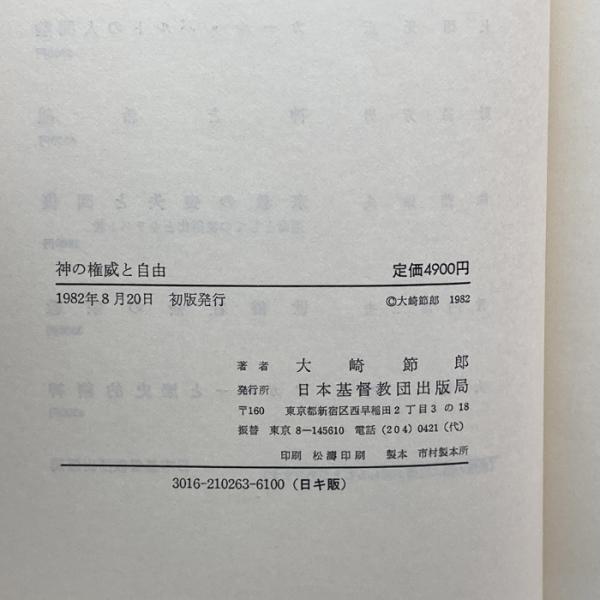 神の権威と自由 定価4900円
1982年8月20日 初版発行 ©大崎節郎 1982
著者 大崎節郎
発行所 日本基督教団出版局
〒160 東京都新宿区西早稲田2丁目3の18
振替 東京8—145610 電話(204)0421(代)
印刷 松濤印刷 製本 市村製本所
3016-210263-6100(日キ販)